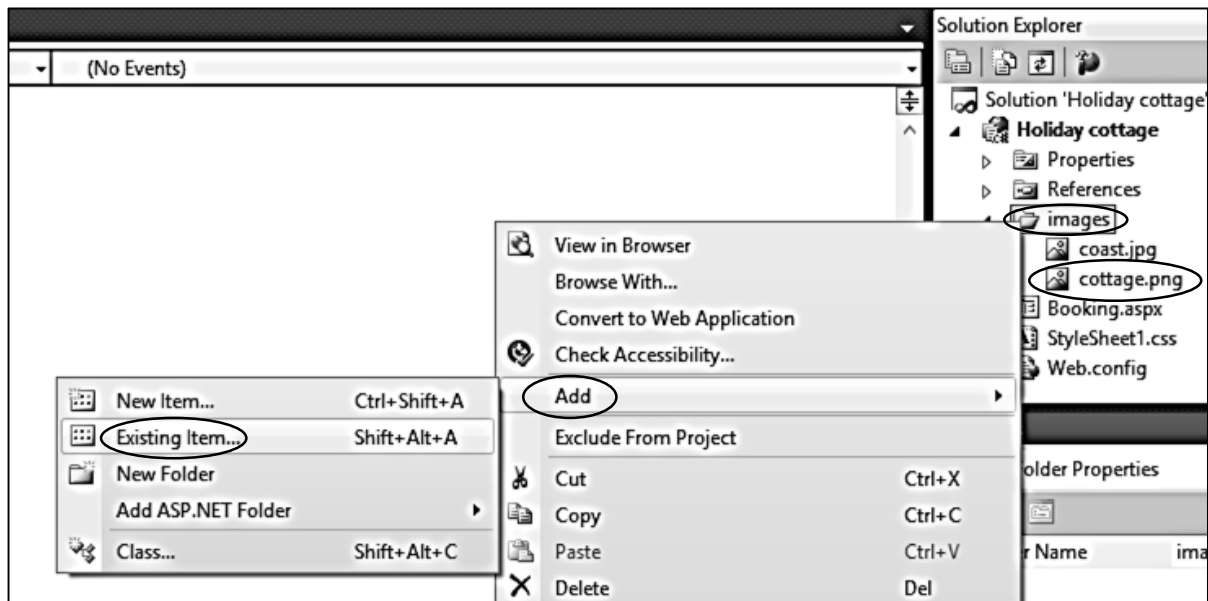 Solution Explorer
(No Events)
Solution 'Holiday cottage'
Holiday cottage
Properties
References
images
coast.jpg
cottage.png
Booking.aspx
StyleSheet1.css
Web.config
View in Browser
Browse With...
Convert to Web Application
Check Accessibility...
Add
Exclude From Project
Cut Ctrl+X
Copy Ctrl+C
Paste Ctrl+V
Delete Del
New Item... Ctrl+Shift+A
Existing Item... Shift+Alt+A
New Folder
Add ASP.NET Folder
Class... Shift+Alt+C
older Properties
r Name ima